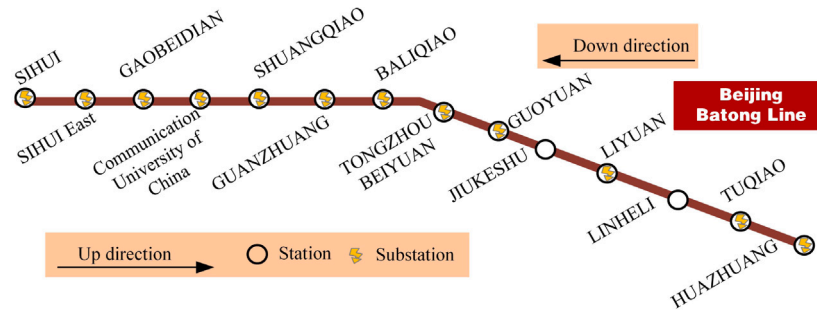 SIHUI
GAOBEIDIAN
SHUANGQIAO
BALIQIAO
Down direction
Beijing
Batong Line
SIHUI East
Communication
University of
China
GUANZHUANG
TONGZHOU
BEIYUAN
GUOYUAN
JIUKESHU
LIYUAN
LINHELI
TUQIAO
HUAZHUANG
Up direction
Station
Substation